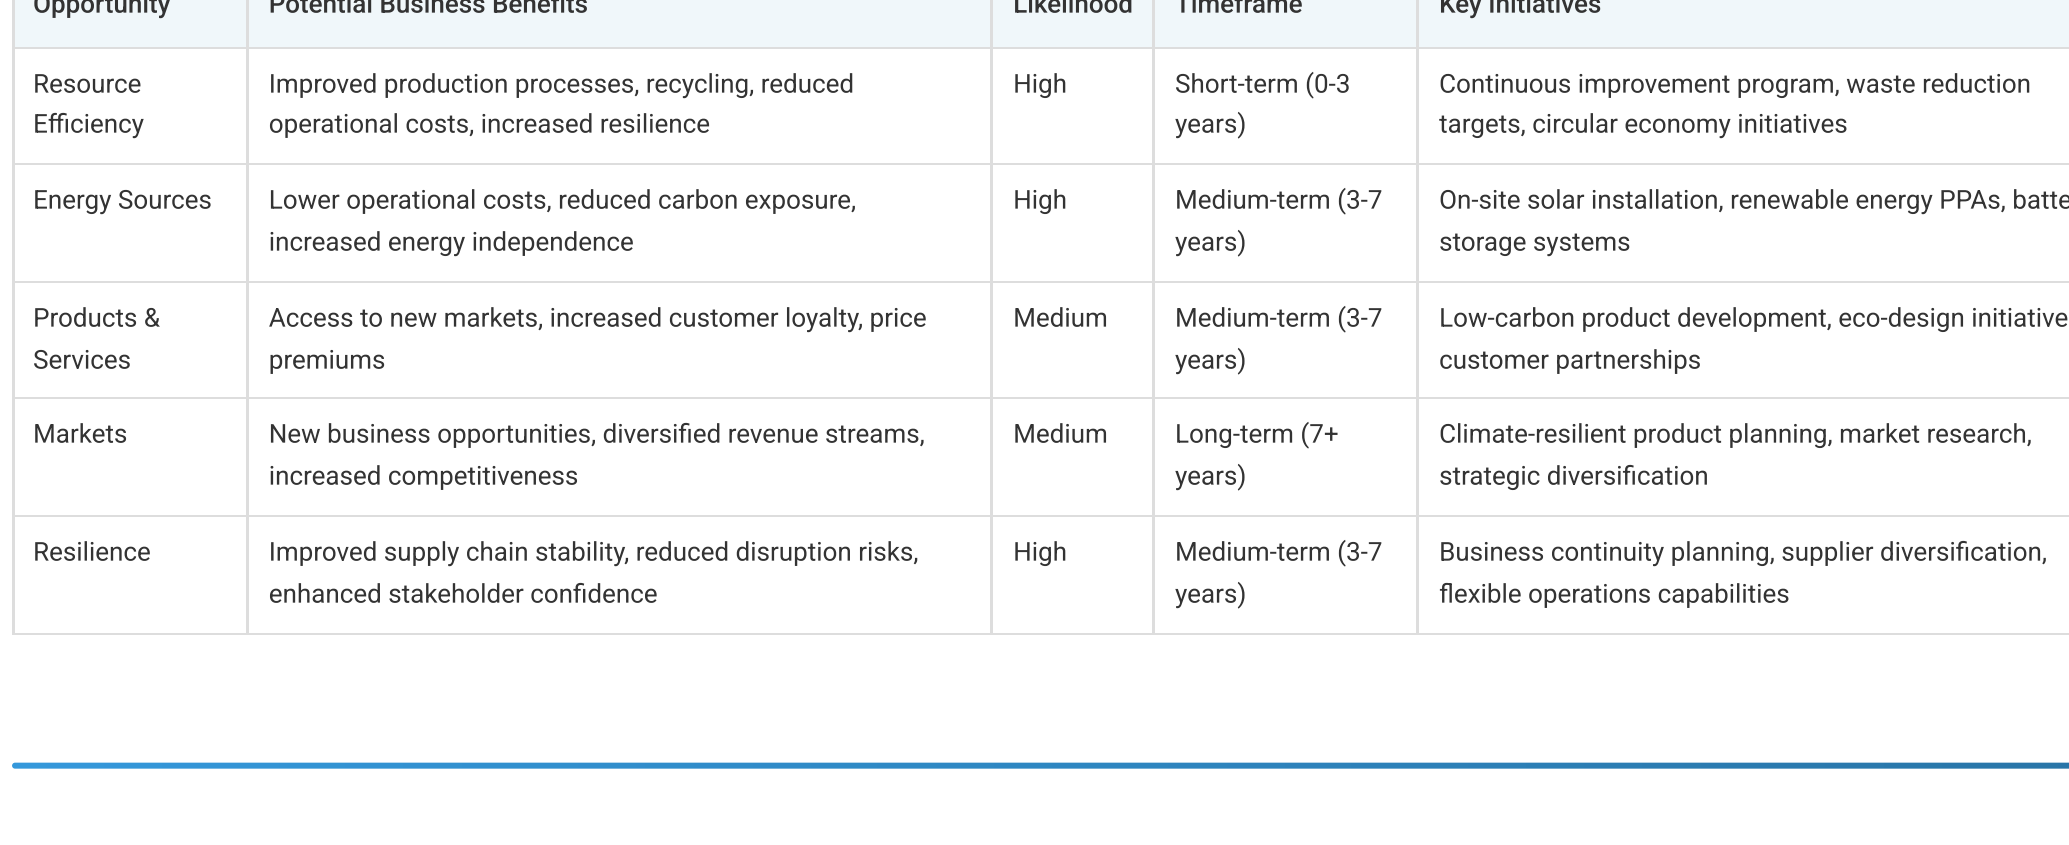 Opportunity Potential Business Benefits Likelihood Timeframe Key Initiatives
Resource Improved production processes, recycling, reduced High Short-term (0-3 Continuous improvement program, waste reduction
Efficiency operational costs, increased resilience years) targets, circular economy initiatives
Energy Sources Lower operational costs, reduced carbon exposure, High Medium-term (3-7 On-site solar installation, renewable energy PPAs, batte
increased energy independence years) storage systems
Products & Access to new markets, increased customer loyalty, price Medium Medium-term (3-7 Low-carbon product development, eco-design initiative
Services premiums years) customer partnerships
Markets New business opportunities, diversified revenue streams, Medium Long-term (7+ Climate-resilient product planning, market research,
increased competitiveness years) strategic diversification
Resilience Improved supply chain stability, reduced disruption risks, High Medium-term (3-7 Business continuity planning, supplier diversification,
enhanced stakeholder confidence years) flexible operations capabilities